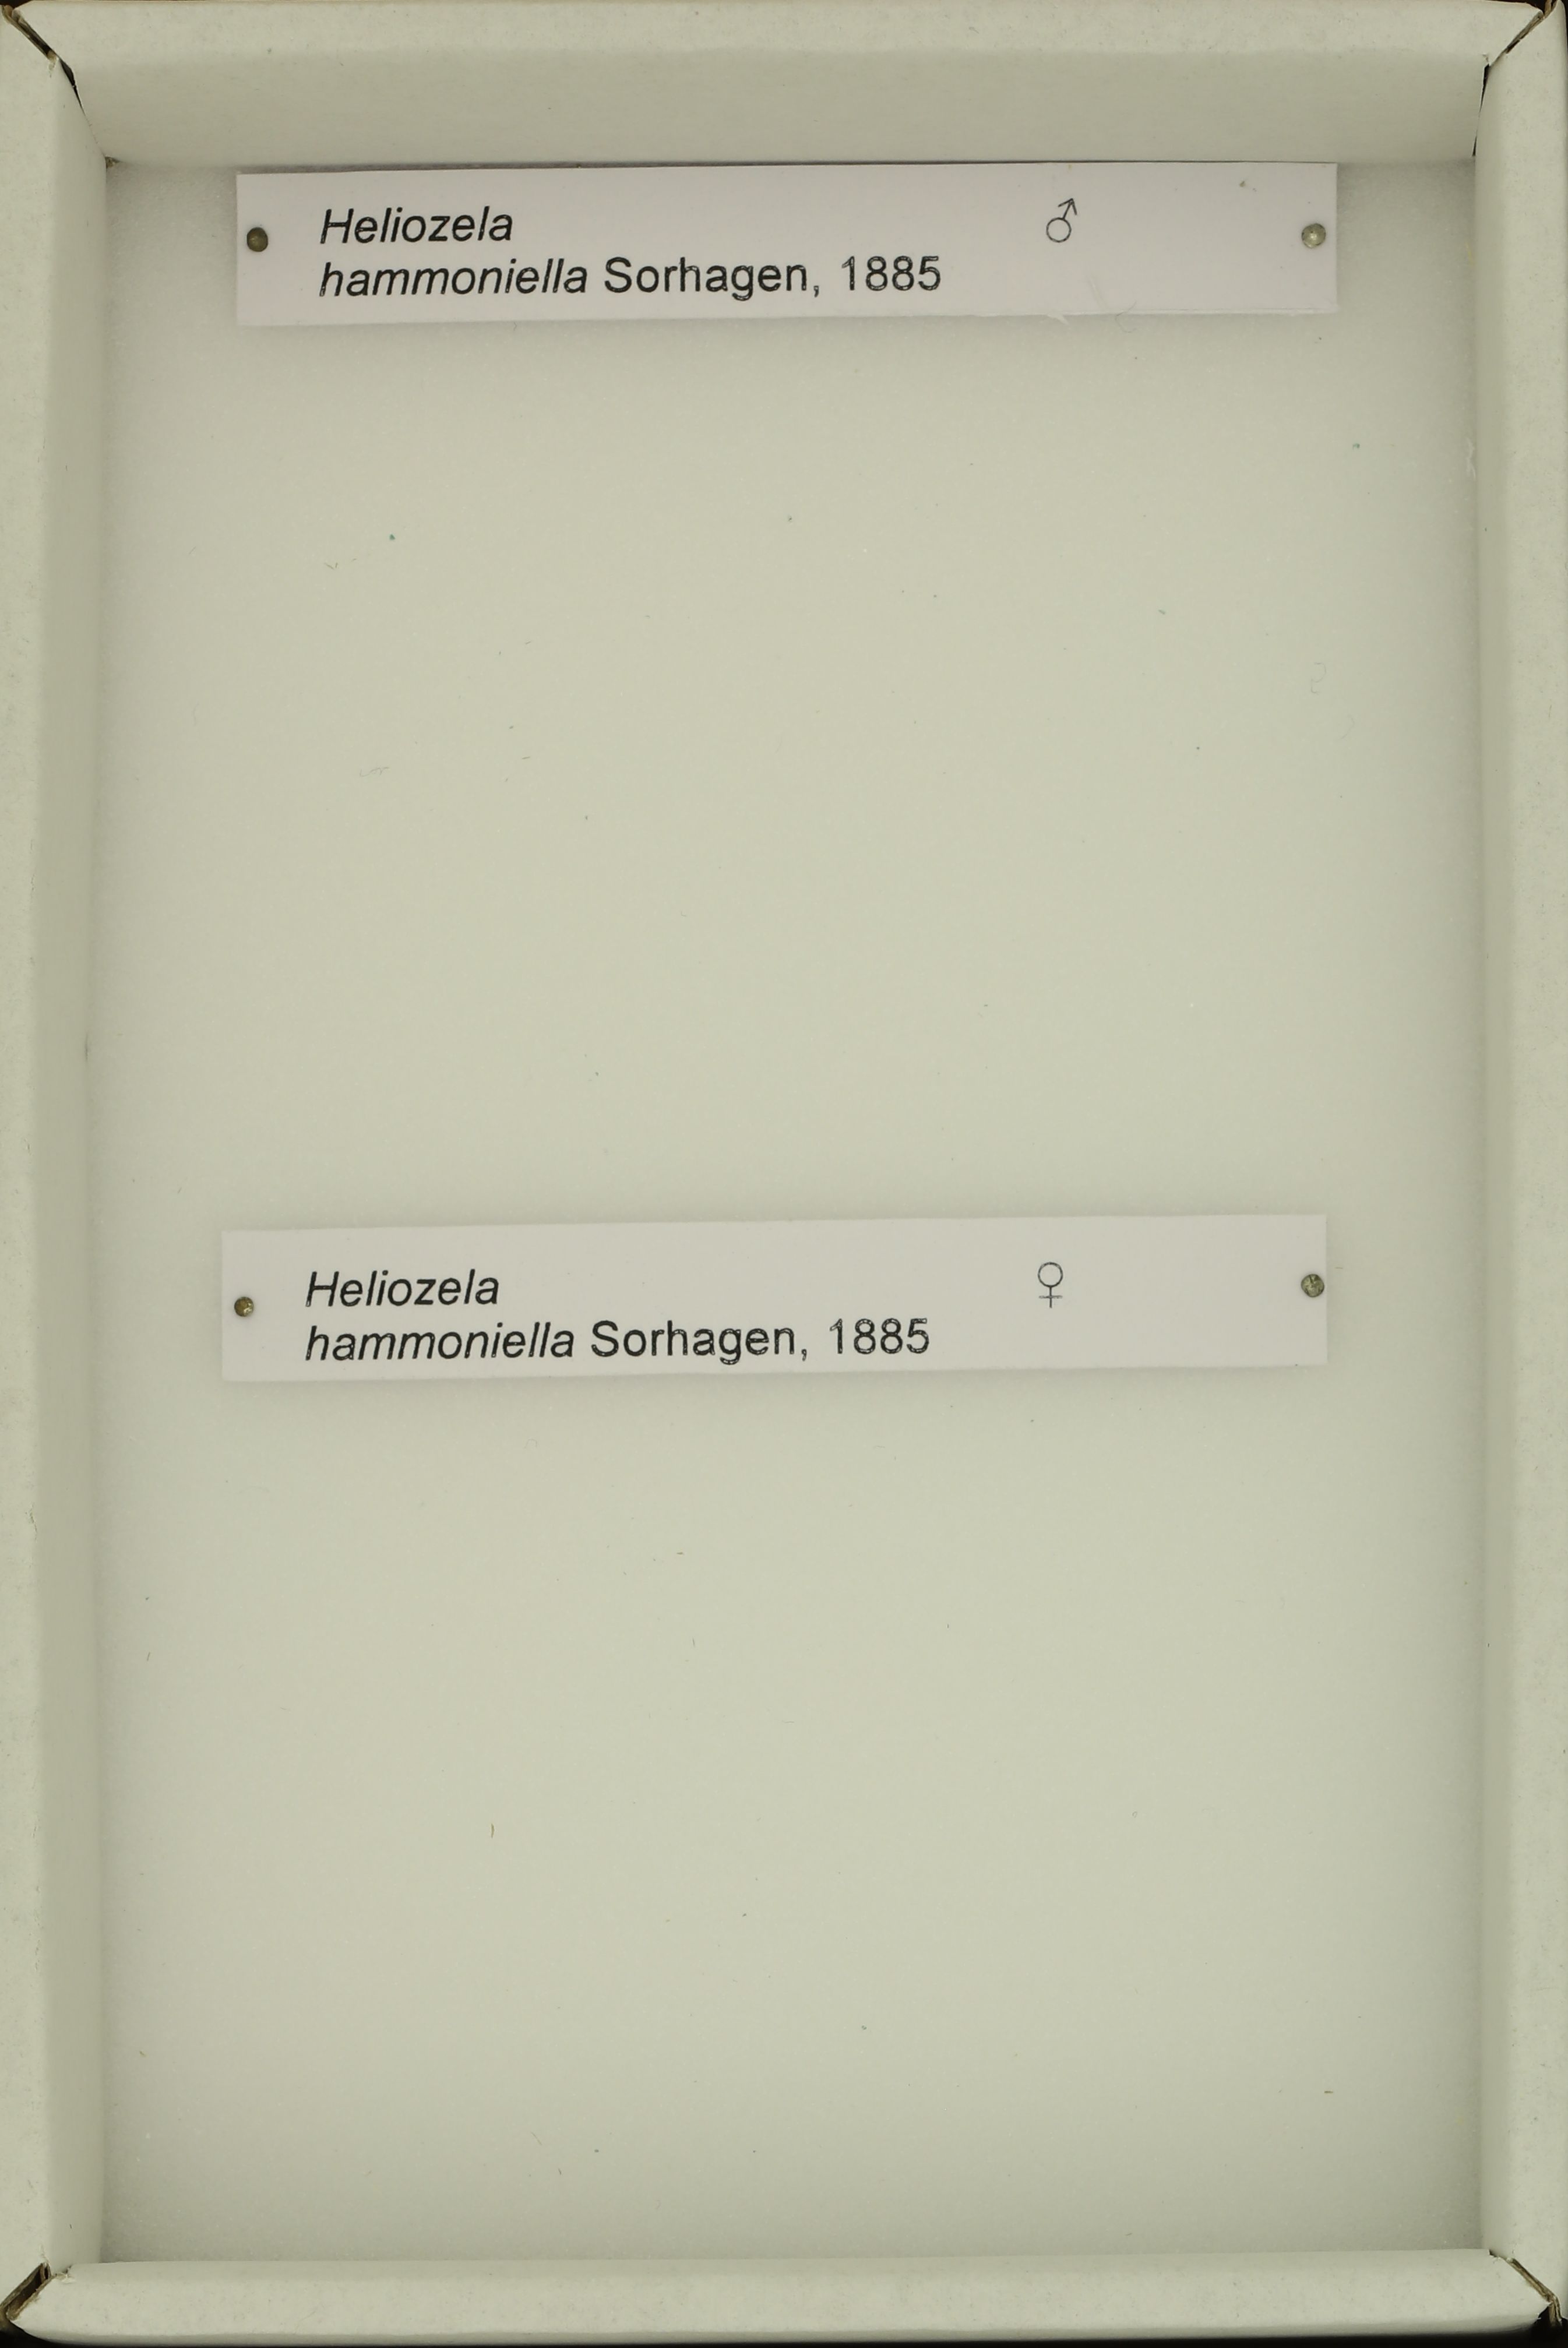 Heliozela ♂
hammoniella Sorhagen, 1885
Heliozela ♀
hammoniella Sorhagen, 1885